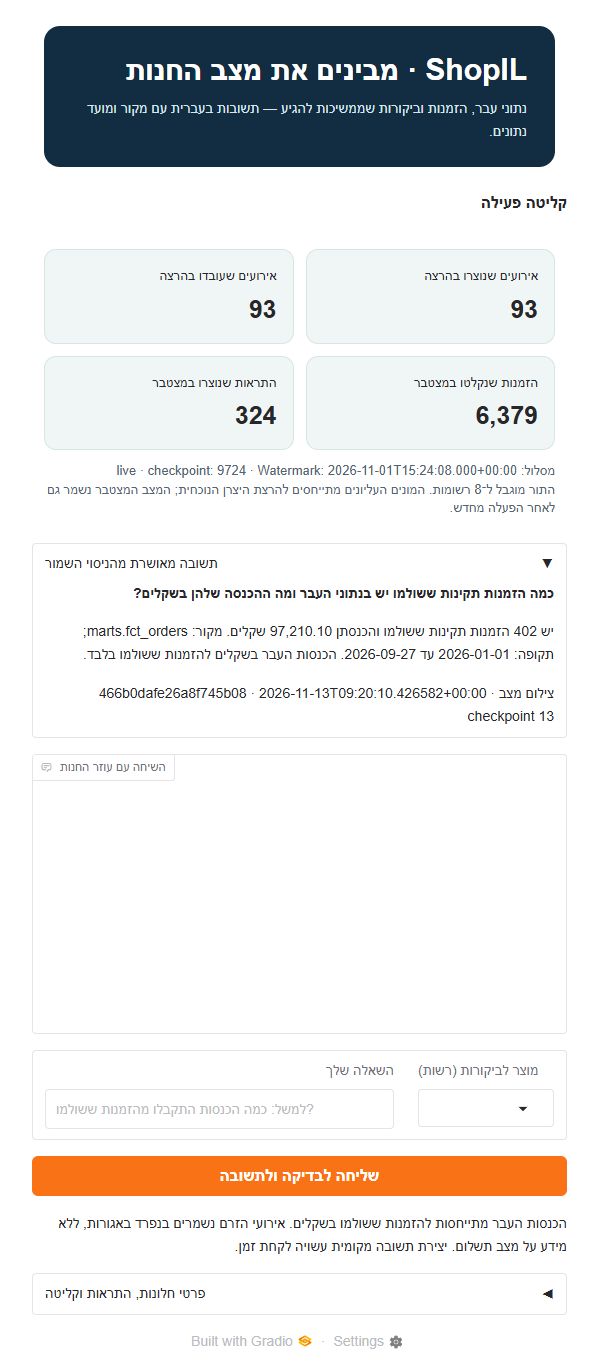 ShopIL · מבינים את מצב החנות
נתוני עבר, הזמנות וביקורות שממשיכות להגיע — תשובות בעברית עם מקור ומועד
נתונים.
קליטה פעילה
אירועים שנוצרו בהרצה
93
אירועים שעובדו בהרצה
93
הזמנות שנקלטו במצטבר
6,379
התראות שנוצרו במצטבר
324
מסלול: live · checkpoint: 9724 · Watermark: 2026-11-01T15:24:08.000+00:00
התור מוגבל ל־8 רשומות. המונים העליונים מתייחסים להרצת היצרן הנוכחית; המצב המצטבר נשמר גם
לאחר הפעלה מחדש.
תשובה מאושרת מהניסוי השמור ▼
כמה הזמנות תקינות ששולמו יש בנתוני העבר ומה ההכנסה שלהן בשקלים?
יש 402 הזמנות תקינות ששולמו והכנסתן 97,210.10 שקלים. מקור: marts.fct_orders;
תקופה: 2026-01-01 עד 2026-09-27. הכנסות העבר בשקלים להזמנות ששולמו בלבד.
צילום מצב · 2026-11-13T09:20:10.426582+00:00 · 466b0dafe26a8f745b08
checkpoint 13
השיחה עם עוזר החנות
מוצר לביקורות (רשות)
השאלה שלך
למשל: כמה הכנסות התקבלו מהזמנות ששולמו?
שליחה לבדיקה ולתשובה
הכנסות העבר מתייחסות להזמנות ששולמו בשקלים. אירועי הזרם נשמרים בנפרד באגורות, ללא
מידע על מצב תשלום. יצירת תשובה מקומית עשויה לקחת זמן.
פרטי חלונות, התראות וקליטה ◀
Built with Gradio · Settings